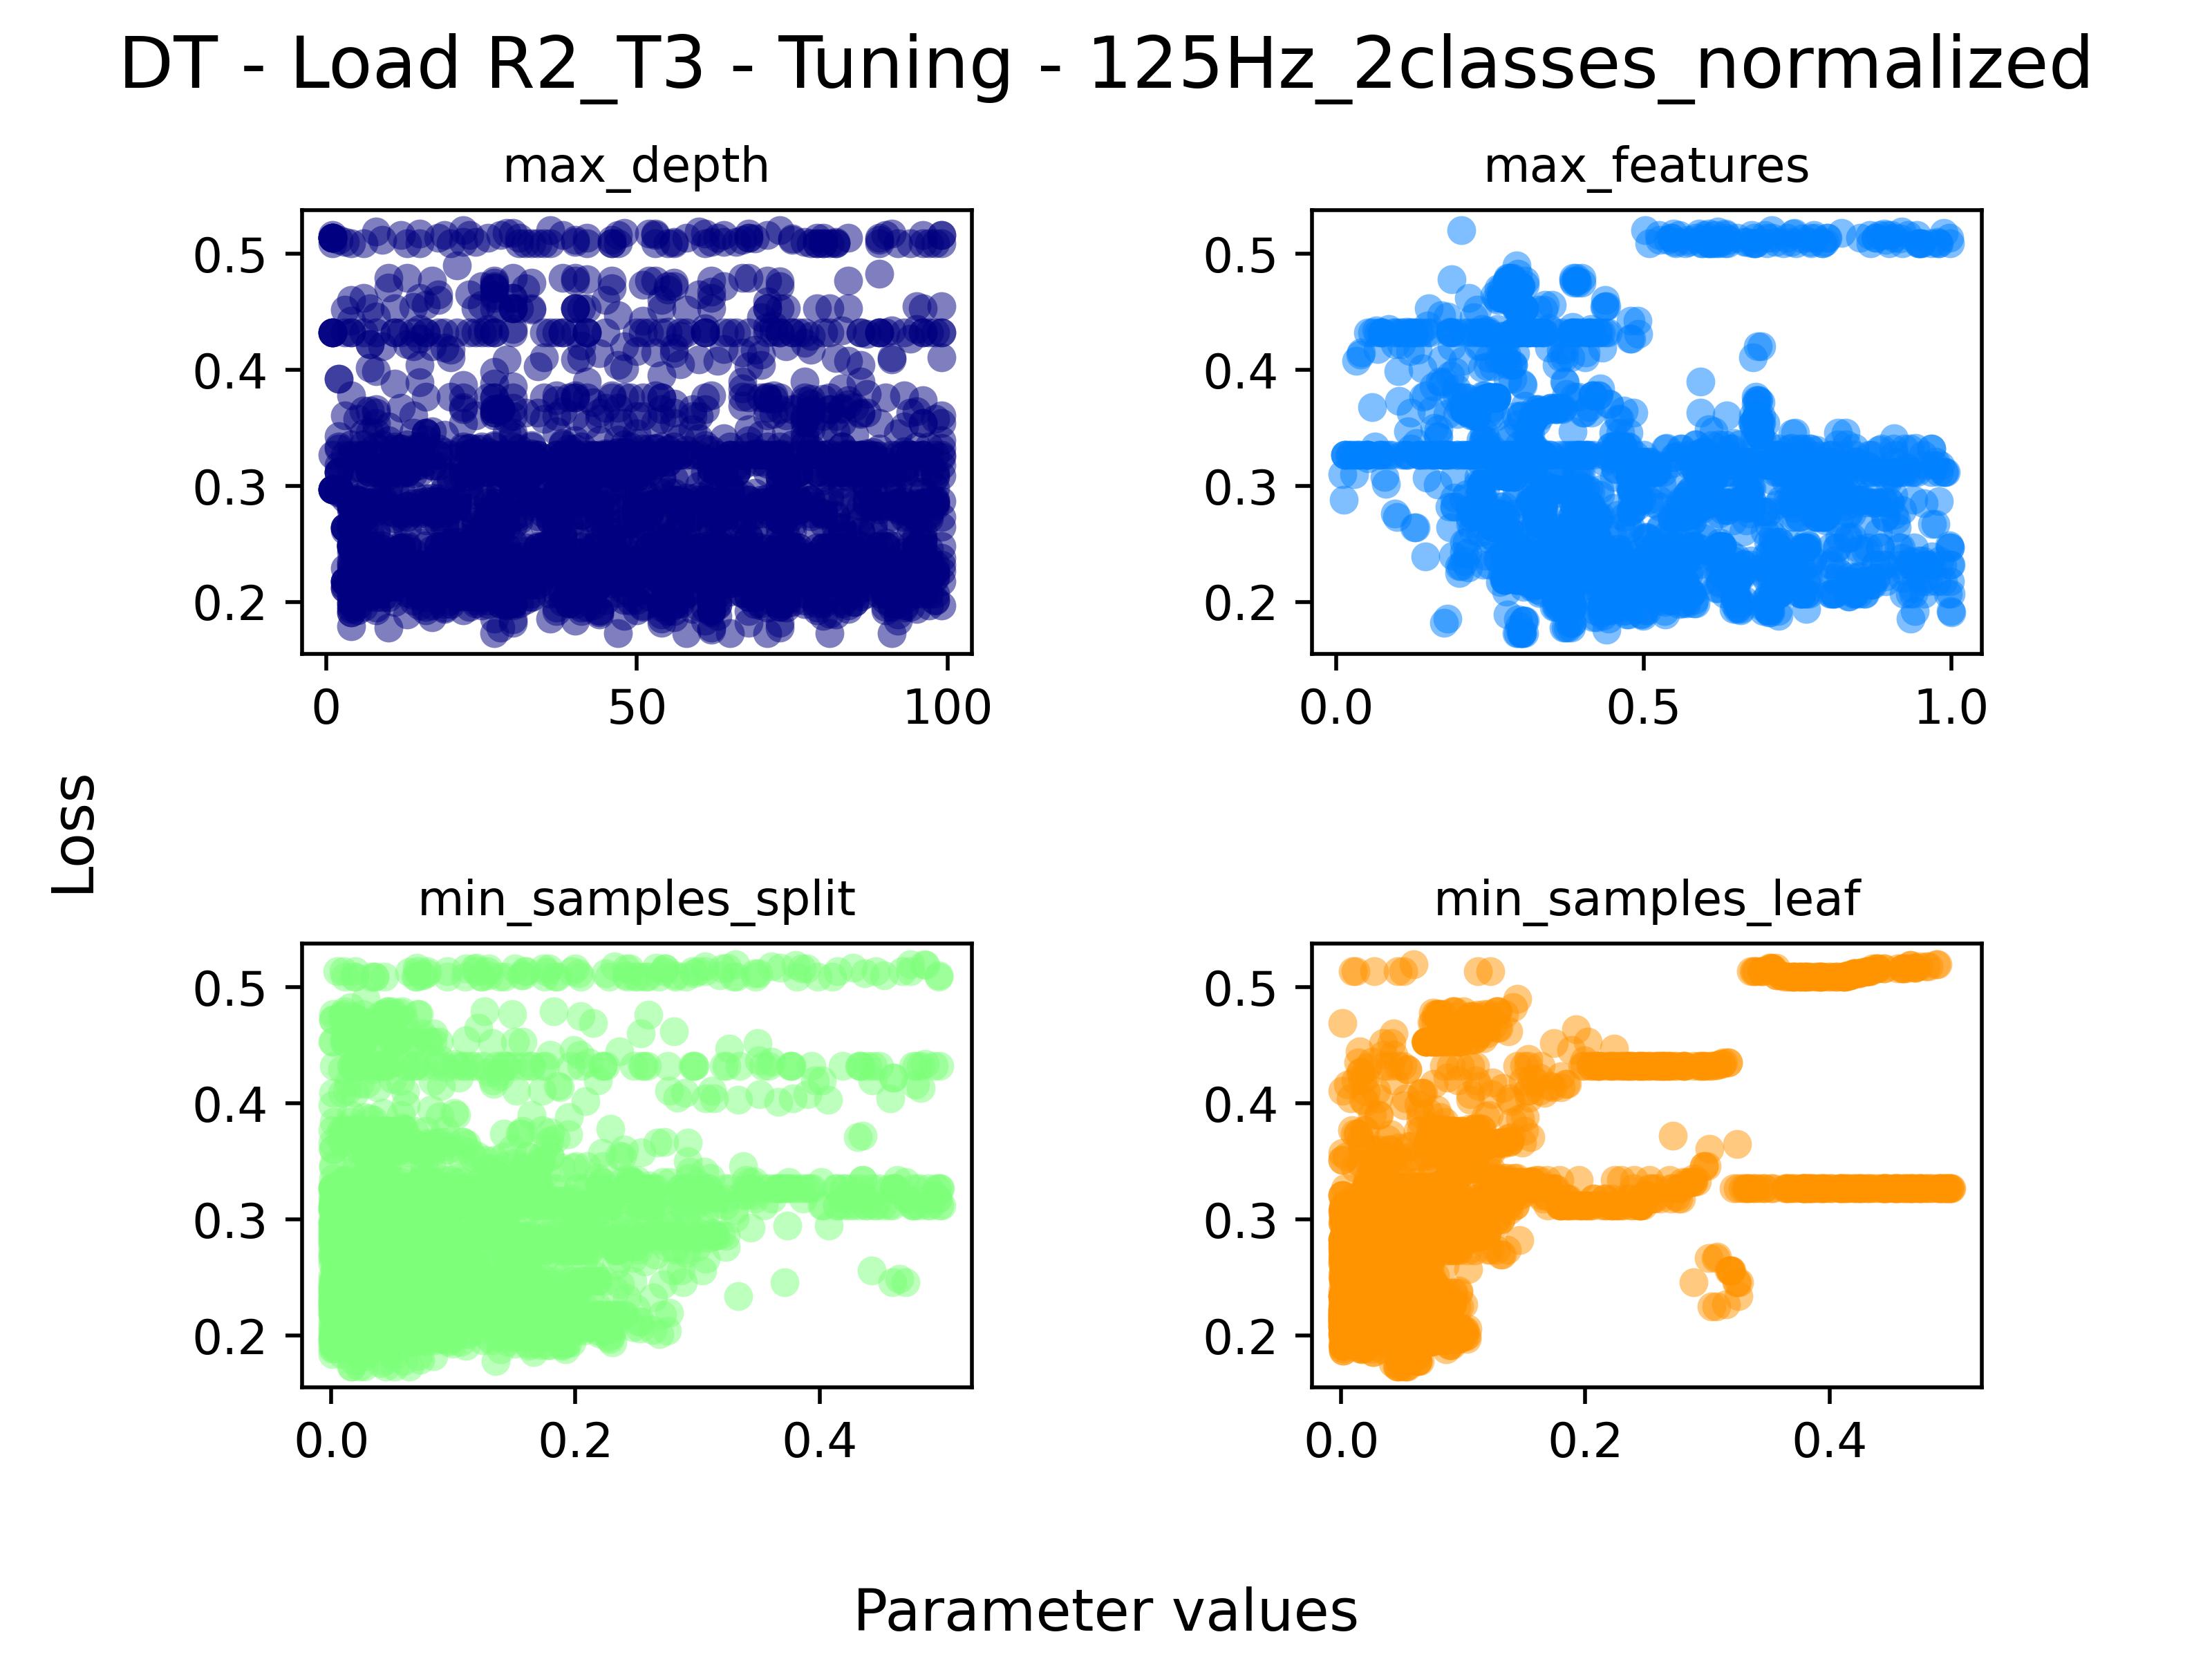 DT - Load R2_T3 - Tuning - 125Hz_2classes_normalized
max_depth
0.5
0.4
0.3
0.2
0 50 100
max_features
0.5
0.4
0.3
0.2
0.0 0.5 1.0
Loss
min_samples_split
0.5
0.4
0.3
0.2
0.0 0.2 0.4
min_samples_leaf
0.5
0.4
0.3
0.2
0.0 0.2 0.4
Parameter values